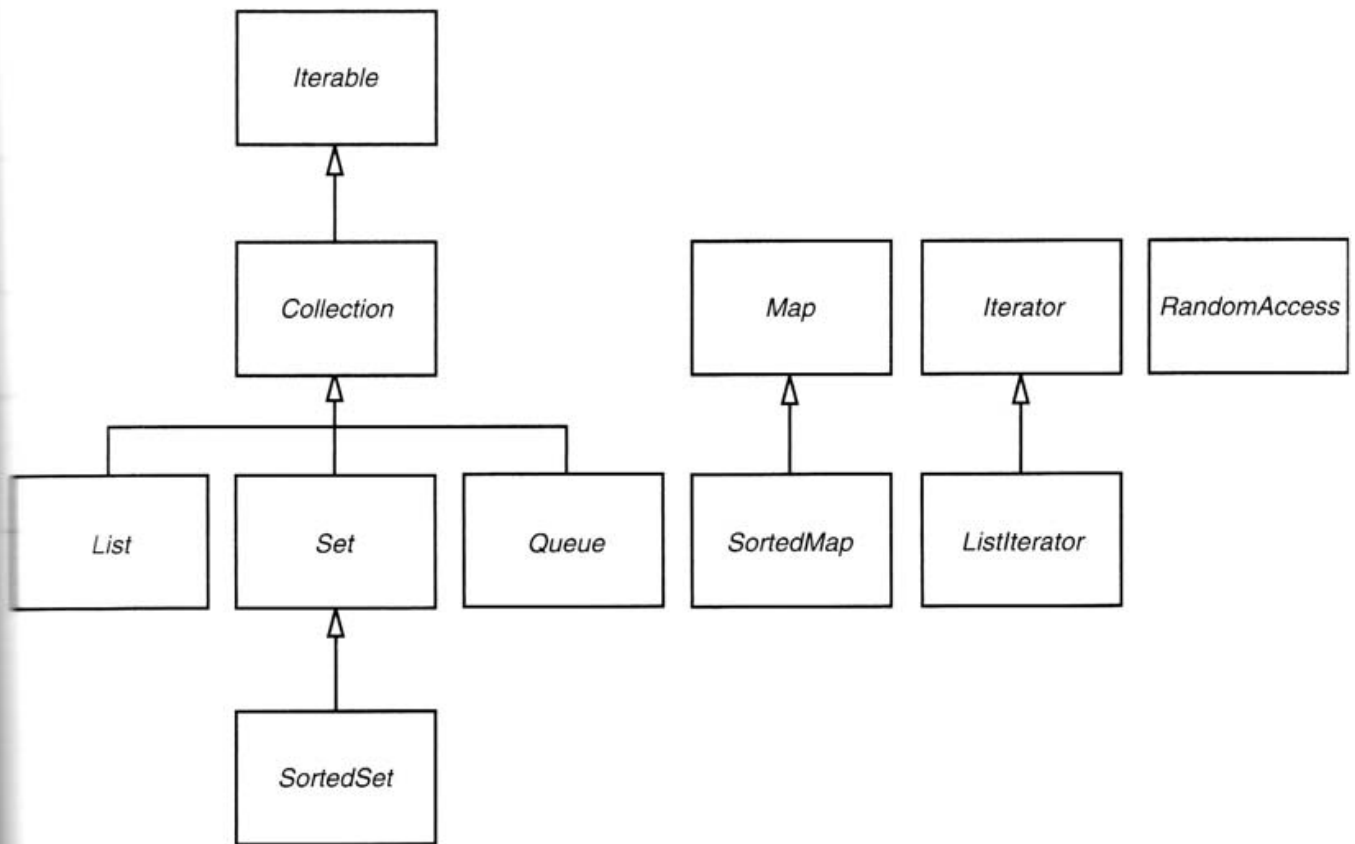 Iterable
Collection
Map
Iterator
RandomAccess
List
Set
Queue
SortedMap
ListIterator
SortedSet